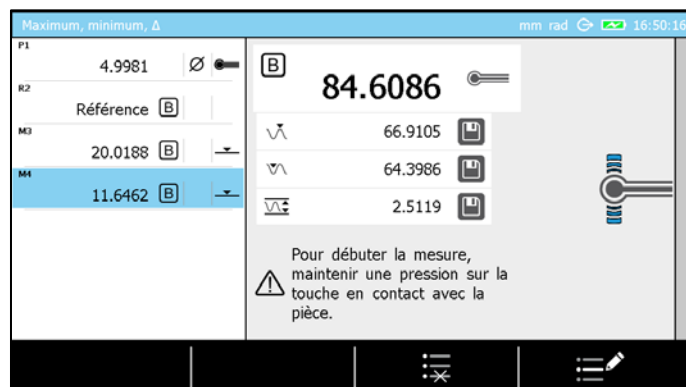 Maximum, minimum, Δ
mm rad 16:50:16
P1
4.9981 Ø
R2
Référence B
M3
20.0188 B
M4
11.6462 B
B
84.6086
66.9105
64.3986
2.5119
Pour débuter la mesure,
maintenir une pression sur la
touche en contact avec la
pièce.